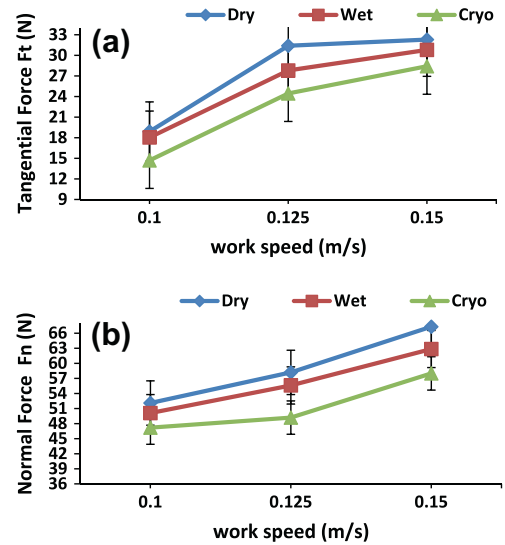 Dry Wet Cryo
(a)
Tangential Force Ft (N)
33
30
27
24
21
18
15
12
9
0.1 0.125 0.15
work speed (m/s)
Dry Wet Cryo
(b)
Normal Force Fn (N)
66
63
60
57
54
51
48
45
42
39
36
0.1 0.125 0.15
work speed (m/s)